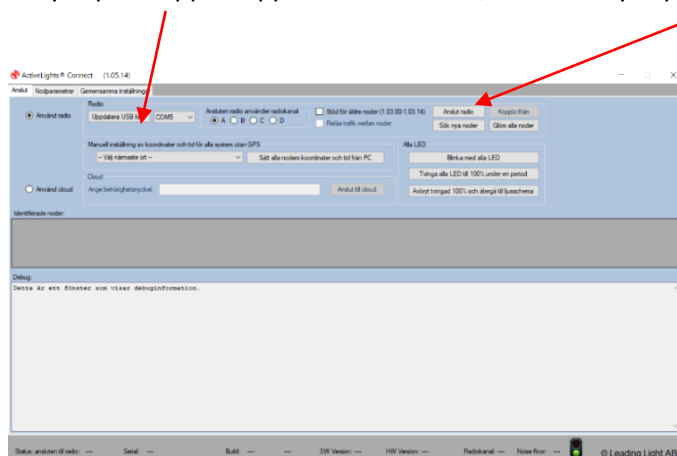 ActiveLights® Connect (1.05.14)
Anslut Nodparametrar Gemensamma inställningar
Radio
Använd radio Uppdatera USB COM5
Ansluten radio använder radiokanal
A B C D
Stöd för äldre noder (1.03.00-1.03.14)
Reläa trafik mellan noder
Anslut radio Koppla från
Sök nya noder Glöm alla noder
Manuell inställning av koordinater och tid för alla system utan GPS
-- Välj närmaste ort -- Sätt alla noders koordinater och tid från PC
Alla LED
Blinka med alla LED
Tvinga alla LED till 100% under en period
Avbryt tvingad 100% och återgå till ljusschema
Cloud
Använd cloud Ange behörighetsnyckel: Anslut till cloud
Identifierade noder:
Debug:
Detta är ett fönster som visar debuginformation.
Status: ansluten till radio: --- Serial: --- Build: --- --- SW Version: --- HW Version: --- Radiokanal: --- Noise floor: --- © Leading Light AB